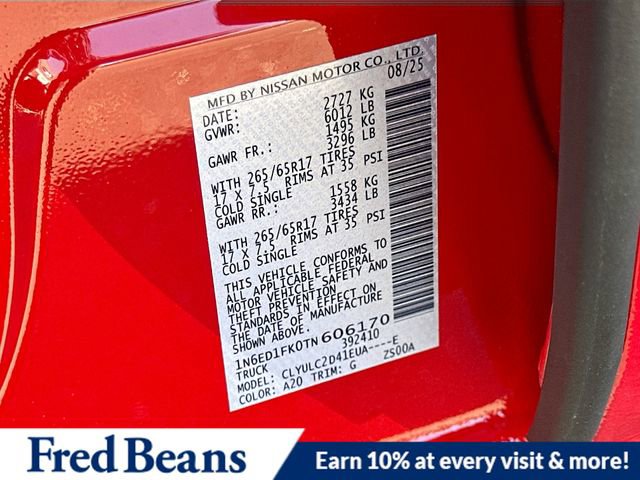 MFD BY NISSAN MOTOR CO., LTD.
DATE: 08/25
GVWR: 2727 KG
6012 LB
GAWR FR.: 1495 KG
3296 LB
WITH 265/65R17 TIRES
17 X 7.5 RIMS AT 35 PSI
COLD SINGLE
GAWR RR.: 1558 KG
3434 LB
WITH 265/65R17 TIRES
17 X 7.5 RIMS AT 35 PSI
COLD SINGLE
THIS VEHICLE CONFORMS TO
ALL APPLICABLE FEDERAL
MOTOR VEHICLE SAFETY AND
THEFT PREVENTION
STANDARDS IN EFFECT ON
THE DATE OF MANUFACTURE
SHOWN ABOVE.
1N6ED1FK0TN606170
TRUCK 392410
MODEL: CLYULC2D41EUA----E
COLOR: A20 TRIM: G ZS00A
Fred Beans
Earn 10% at every visit & more!